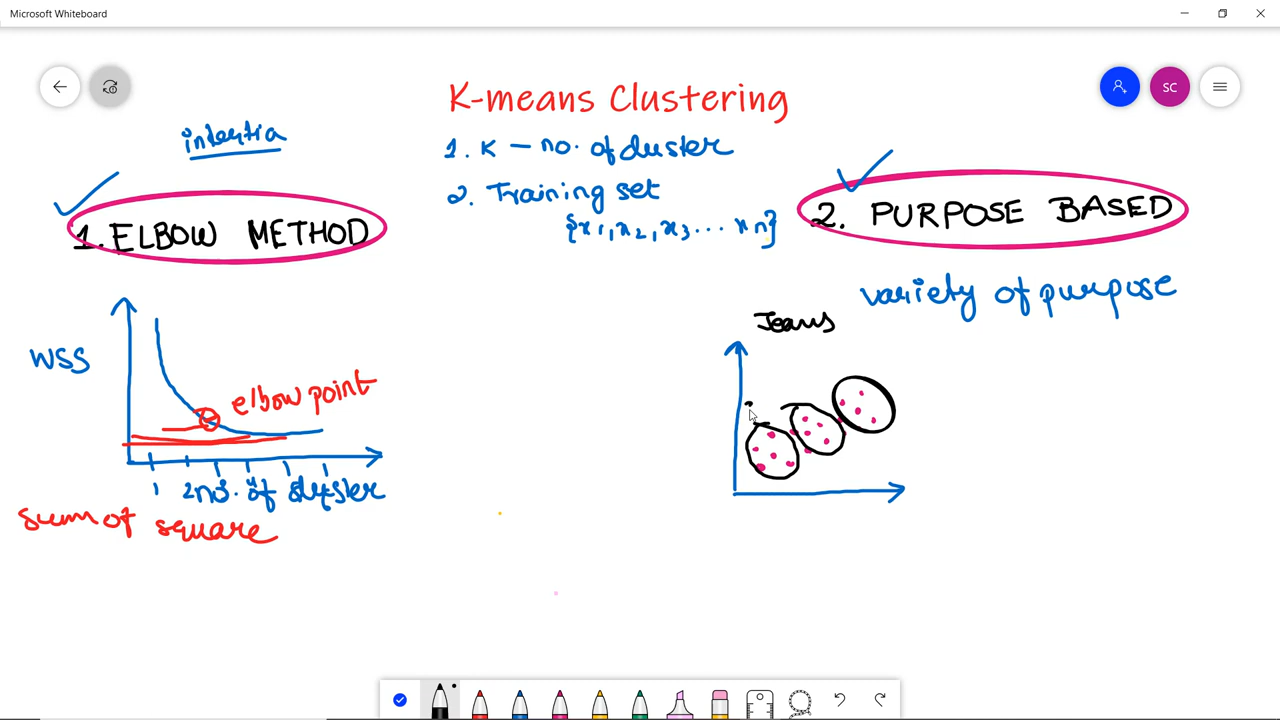 Microsoft Whiteboard
SC
K-means Clustering
1. K – no. of cluster
2. Training set
{x1, x2, x3, ... xn}
intertia
1. ELBOW METHOD
WSS
elbow point
1 2
no. of cluster
sum of square
2. PURPOSE BASED
variety of purpose
Jeans